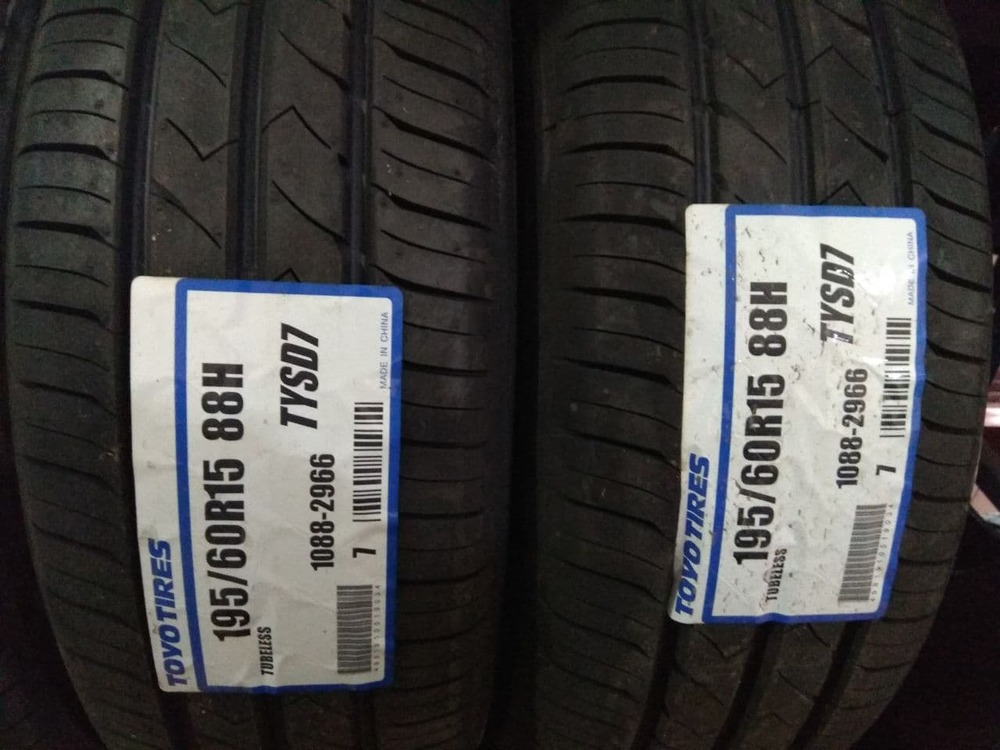 TOYO TIRES
195/60R15 88H
TUBELESS
TYSD7
1088-2966
7
MADE IN CHINA
TOYO TIRES
195/60R15 88H
TUBELESS
TYSD7
1088-2966
7
MADE IN CHINA